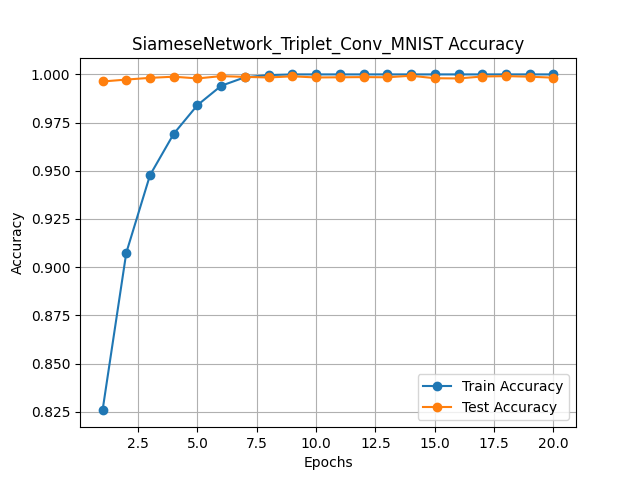 SiameseNetwork_Triplet_Conv_MNIST Accuracy
1.000
0.975
0.950
0.925
0.900
0.875
0.850
0.825
Accuracy
Train Accuracy
Test Accuracy
2.5 5.0 7.5 10.0 12.5 15.0 17.5 20.0
Epochs